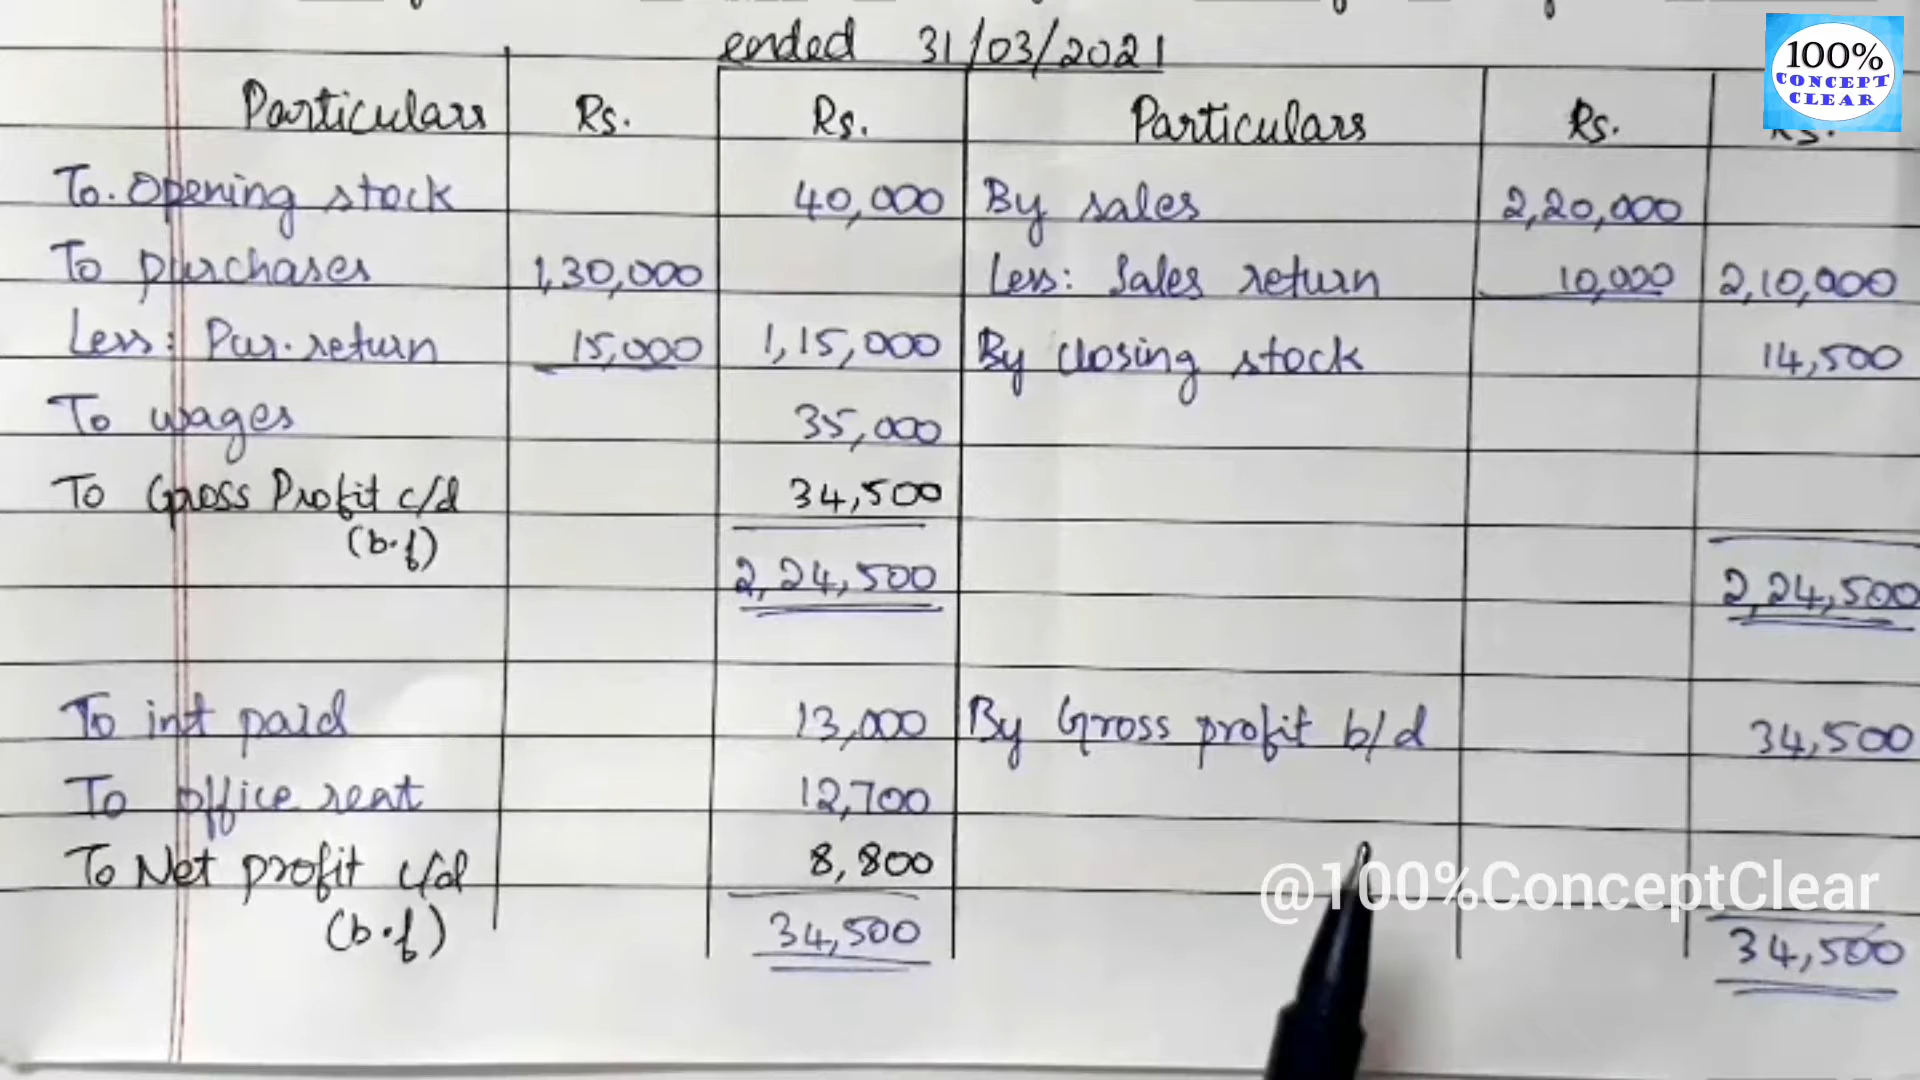 ended 31/03/2021
100%
CONCEPT
CLEAR
Particulars Rs. Rs. Particulars Rs. Rs.
To. Opening stock 40,000 By sales 2,20,000
To purchases 1,30,000 Less: Sales return 10,000 2,10,000
Less: Pur. return 15,000 1,15,000 By closing stock 14,500
To wages 35,000
To Gross Profit c/d 34,500
(b.f)
2,24,500 2,24,500
To int paid 13,000 By Gross profit b/d 34,500
To office rent 12,700
To Net profit c/d 8,800
@100%ConceptClear
(b.f)
34,500 34,500